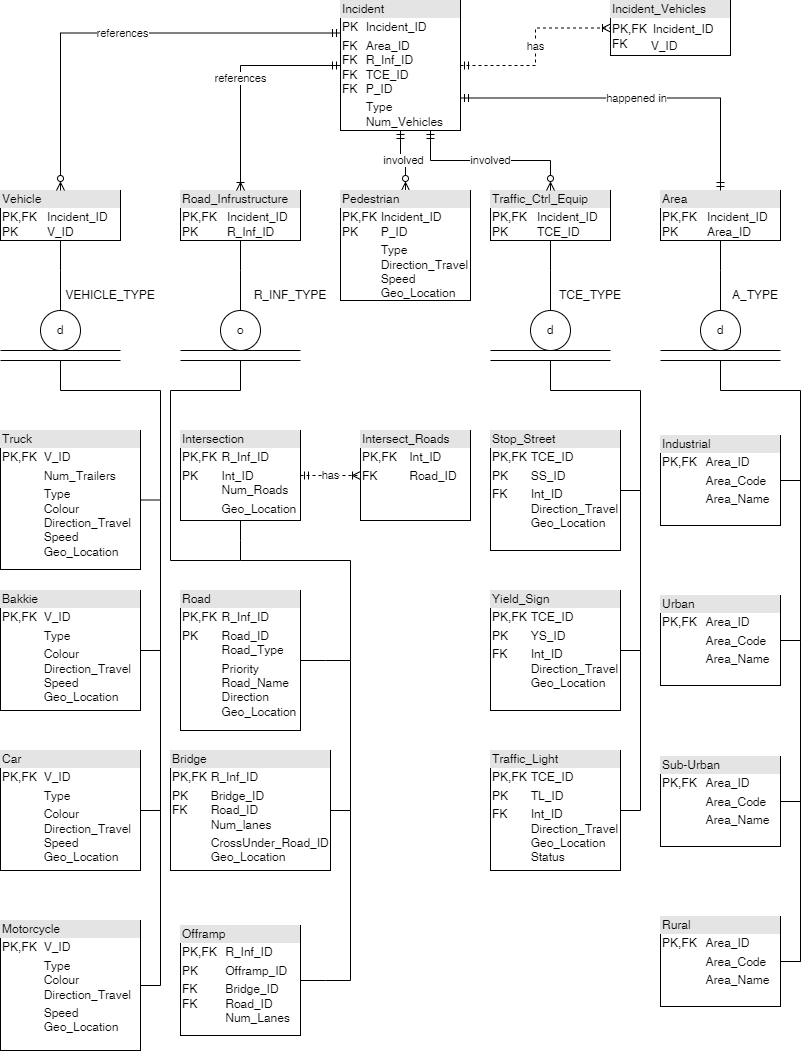 Incident
PK Incident_ID
FK Area_ID
FK R_Inf_ID
FK TCE_ID
FK P_ID
Type
Num_Vehicles
Incident_Vehicles
PK,FK Incident_ID
FK V_ID
references
references
has
happened in
involved
involved
Vehicle
PK,FK Incident_ID
PK V_ID
Road_Infrustructure
PK,FK Incident_ID
PK R_Inf_ID
Pedestrian
PK,FK Incident_ID
PK P_ID
Type
Direction_Travel
Speed
Geo_Location
Traffic_Ctrl_Equip
PK,FK Incident_ID
PK TCE_ID
Area
PK,FK Incident_ID
PK Area_ID
VEHICLE_TYPE
R_INF_TYPE
TCE_TYPE
A_TYPE
d
o
d
d
Truck
PK,FK V_ID
Num_Trailers
Type
Colour
Direction_Travel
Speed
Geo_Location
Intersection
PK,FK R_Inf_ID
PK Int_ID
Num_Roads
Geo_Location
has
Intersect_Roads
PK,FK Int_ID
FK Road_ID
Stop_Street
PK,FK TCE_ID
PK SS_ID
FK Int_ID
Direction_Travel
Geo_Location
Industrial
PK,FK Area_ID
Area_Code
Area_Name
Bakkie
PK,FK V_ID
Type
Colour
Direction_Travel
Speed
Geo_Location
Road
PK,FK R_Inf_ID
PK Road_ID
Road_Type
Priority
Road_Name
Direction
Geo_Location
Yield_Sign
PK,FK TCE_ID
PK YS_ID
FK Int_ID
Direction_Travel
Geo_Location
Urban
PK,FK Area_ID
Area_Code
Area_Name
Car
PK,FK V_ID
Type
Colour
Direction_Travel
Speed
Geo_Location
Bridge
PK,FK R_Inf_ID
PK Bridge_ID
FK Road_ID
Num_lanes
CrossUnder_Road_ID
Geo_Location
Traffic_Light
PK,FK TCE_ID
PK TL_ID
FK Int_ID
Direction_Travel
Geo_Location
Status
Sub-Urban
PK,FK Area_ID
Area_Code
Area_Name
Motorcycle
PK,FK V_ID
Type
Colour
Direction_Travel
Speed
Geo_Location
Offramp
PK,FK R_Inf_ID
PK Offramp_ID
FK Bridge_ID
FK Road_ID
Num_Lanes
Rural
PK,FK Area_ID
Area_Code
Area_Name